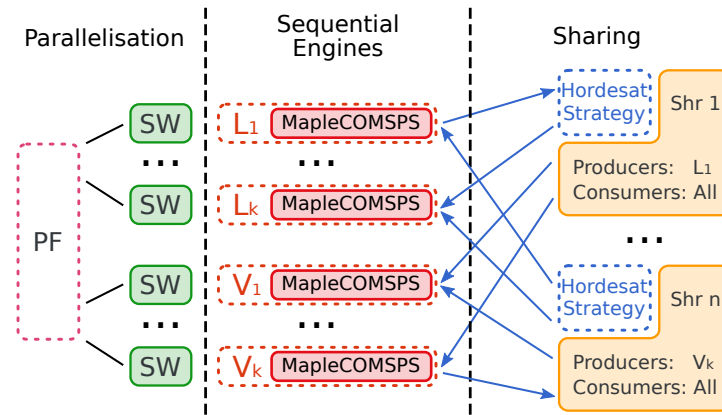 Parallelisation
Sequential
Engines
Sharing
PF
SW
...
SW
SW
...
SW
L1 MapleCOMSPS
...
Lk MapleCOMSPS
V1 MapleCOMSPS
...
Vk MapleCOMSPS
Hordesat
Strategy
Shr 1
Producers: L1
Consumers: All
...
Hordesat
Strategy
Shr n
Producers: Vk
Consumers: All